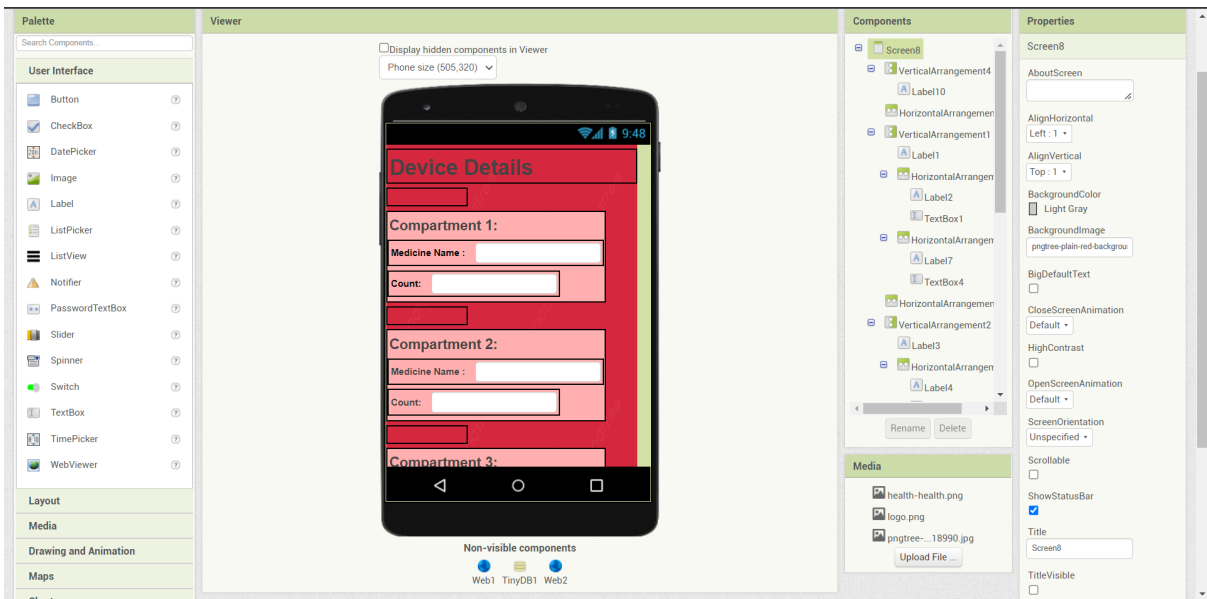 Palette
Search Components...
User Interface
Button
CheckBox
DatePicker
Image
Label
ListPicker
ListView
Notifier
PasswordTextBox
Slider
Spinner
Switch
TextBox
TimePicker
WebViewer
Layout
Media
Drawing and Animation
Maps
Viewer
Display hidden components in Viewer
Phone size (505,320)
9:48
Device Details
Compartment 1:
Medicine Name :
Count:
Compartment 2:
Medicine Name :
Count:
Compartment 3:
Non-visible components
Web1 TinyDB1 Web2
Components
Screen8
VerticalArrangement4
Label10
HorizontalArrangemen
VerticalArrangement1
Label1
HorizontalArrangem
Label2
TextBox1
HorizontalArrangem
Label7
TextBox4
HorizontalArrangemen
VerticalArrangement2
Label3
HorizontalArrangem
Label4
Rename Delete
Media
health-health.png
logo.png
pngtree-...18990.jpg
Upload File ...
Properties
Screen8
AboutScreen
AlignHorizontal
Left : 1
AlignVertical
Top : 1
BackgroundColor
Light Gray
BackgroundImage
pngtree-plain-red-backgrou
BigDefaultText
CloseScreenAnimation
Default
HighContrast
OpenScreenAnimation
Default
ScreenOrientation
Unspecified
Scrollable
ShowStatusBar
Title
Screen8
TitleVisible